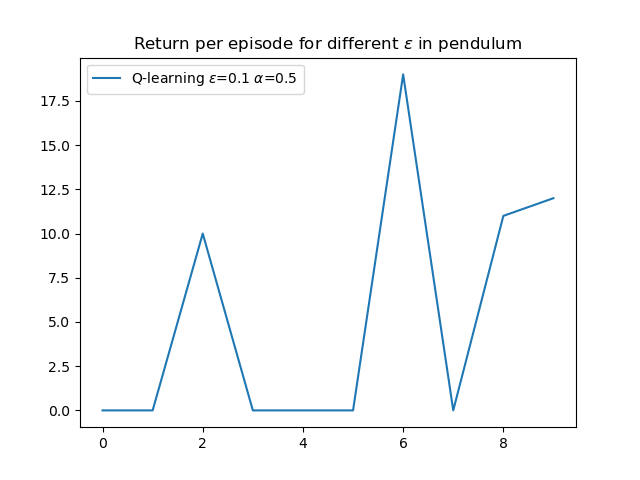 Return per episode for different ε in pendulum
Q-learning ε=0.1 α=0.5
17.5
15.0
12.5
10.0
7.5
5.0
2.5
0.0
0 2 4 6 8